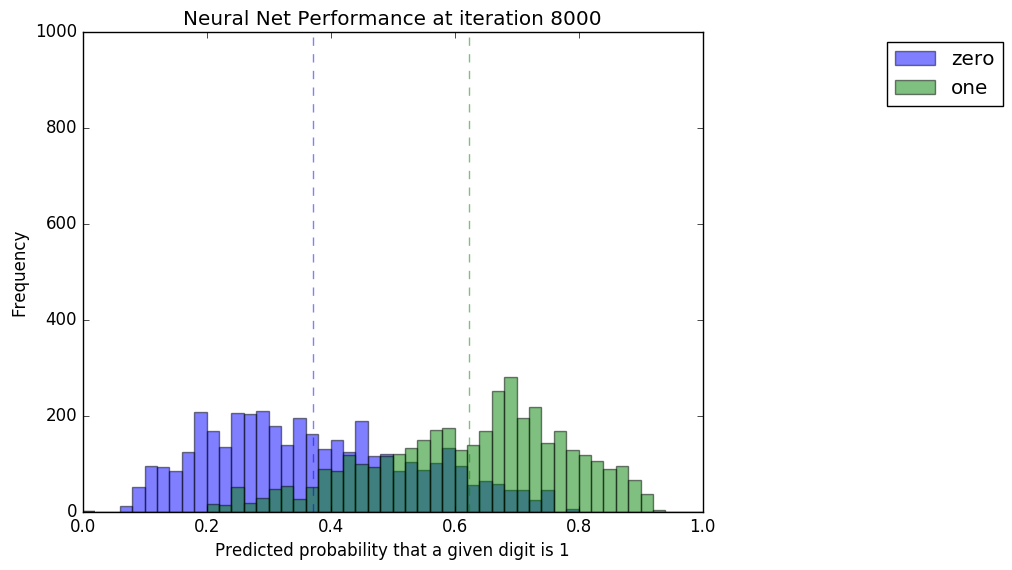 Neural Net Performance at iteration 8000
zero
one
1000
800
600
400
200
0
Frequency
0.0 0.2 0.4 0.6 0.8 1.0
Predicted probability that a given digit is 1